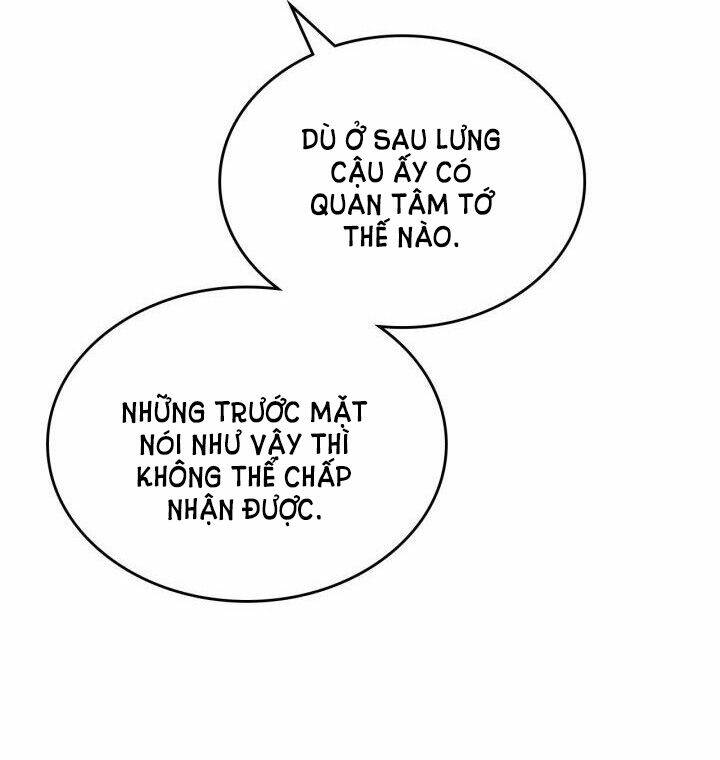 DÙ Ở SAU LƯNG
CẬU ẤY CÓ
QUAN TÂM TỚ
THẾ NÀO.
NHỮNG TRƯỚC MẶT
NÓI NHƯ VẬY THÌ
KHÔNG THỂ CHẤP
NHẬN ĐƯỢC.